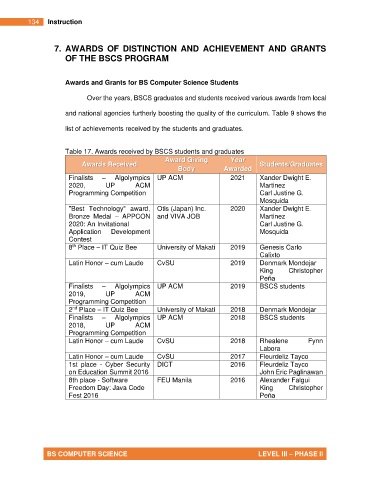 134 Instruction
7. AWARDS OF DISTINCTION AND ACHIEVEMENT AND GRANTS
OF THE BSCS PROGRAM
Awards and Grants for BS Computer Science Students
Over the years, BSCS graduates and students received various awards from local
and national agencies furtherly boosting the quality of the curriculum. Table 9 shows the
list of achievements received by the students and graduates.
Table 17. Awards received by BSCS students and graduates
Awards Received Award Giving Body Year Awarded Students/Graduates
Finalists – Algolympics UP ACM 2021 Xander Dwight E.
2020, UP ACM Martinez
Programming Competition Carl Justine G.
Mosquida
"Best Technology" award, Otis (Japan) Inc. 2020 Xander Dwight E.
Bronze Medal – APPCON and VIVA JOB Martinez
2020: An Invitational Carl Justine G.
Application Development Mosquida
Contest
8th Place – IT Quiz Bee University of Makati 2019 Genesis Carlo
Calixto
Latin Honor – cum Laude CvSU 2019 Denmark Mondejar
King Christopher
Peña
Finalists – Algolympics UP ACM 2019 BSCS students
2019, UP ACM
Programming Competition
2nd Place – IT Quiz Bee University of Makati 2018 Denmark Mondejar
Finalists – Algolympics UP ACM 2018 BSCS students
2018, UP ACM
Programming Competition
Latin Honor – cum Laude CvSU 2018 Rhealene Fynn
Labora
Latin Honor – cum Laude CvSU 2017 Fleurdeliz Tayco
1st place - Cyber Security DICT 2016 Fleurdeliz Tayco
on Education Summit 2016 John Eric Paglinawan
8th place - Software FEU Manila 2016 Alexander Falgui
Freedom Day: Java Code King Christopher
Fest 2016 Peña
BS COMPUTER SCIENCE LEVEL III – PHASE II